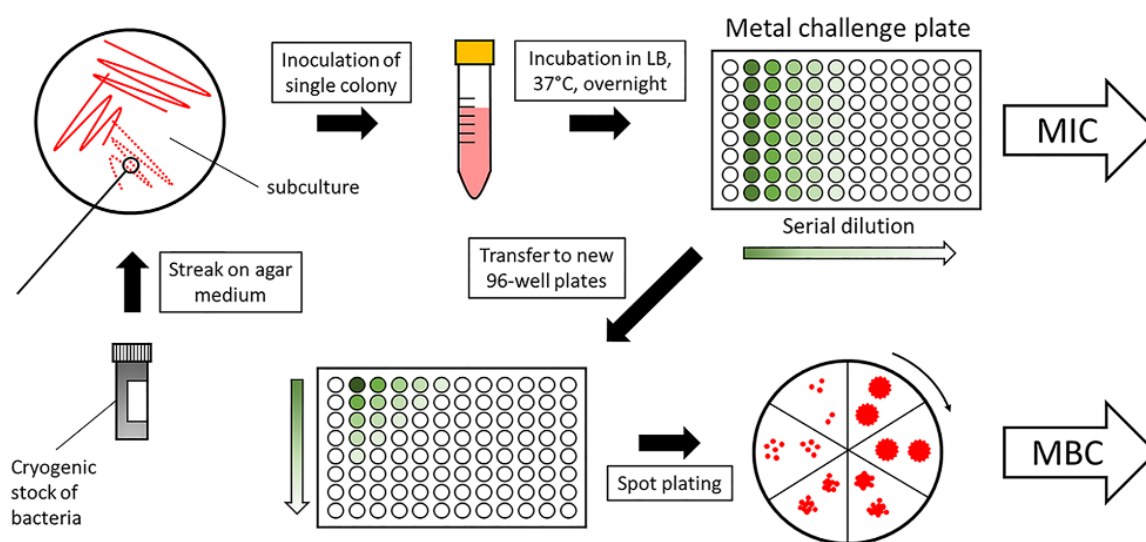 Inoculation of
single colony
Incubation in LB,
37°C, overnight
Metal challenge plate
MIC
subculture
Serial dilution
Streak on agar
medium
Transfer to new
96-well plates
Cryogenic
stock of
bacteria
Spot plating
MBC